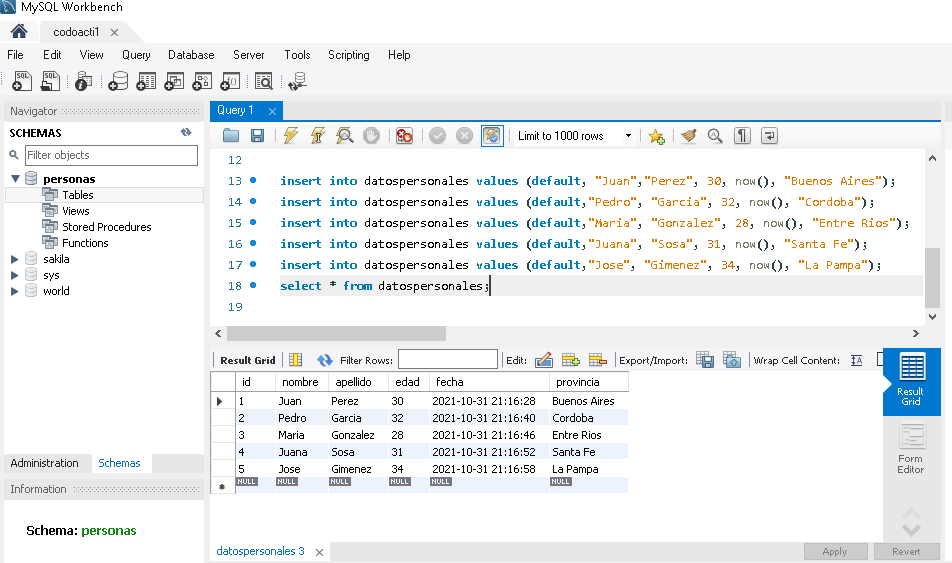 MySQL Workbench
codoacti1
File Edit View Query Database Server Tools Scripting Help
Navigator
SCHEMAS
Filter objects
personas
Tables
Views
Stored Procedures
Functions
sakila
sys
world
Administration Schemas
Information
Schema: personas
Query 1
Limit to 1000 rows
12
13 insert into datospersonales values (default, "Juan","Perez", 30, now(), "Buenos Aires");
14 insert into datospersonales values (default, "Pedro", "Garcia", 32, now(), "Cordoba");
15 insert into datospersonales values (default,"Maria", "Gonzalez", 28, now(), "Entre Rios");
16 insert into datospersonales values (default,"Juana", "Sosa", 31, now(), "Santa Fe");
17 insert into datospersonales values (default,"Jose", "Gimenez", 34, now(), "La Pampa");
18 select * from datospersonales;
19
Result Grid Filter Rows: Edit: Export/Import: Wrap Cell Content:
id nombre apellido edad fecha provincia
1 Juan Perez 30 2021-10-31 21:16:28 Buenos Aires
2 Pedro Garcia 32 2021-10-31 21:16:40 Cordoba
3 Maria Gonzalez 28 2021-10-31 21:16:46 Entre Rios
4 Juana Sosa 31 2021-10-31 21:16:52 Santa Fe
5 Jose Gimenez 34 2021-10-31 21:16:58 La Pampa
NULL NULL NULL NULL NULL NULL
Result
Grid
Form
Editor
datospersonales 3
Apply Revert